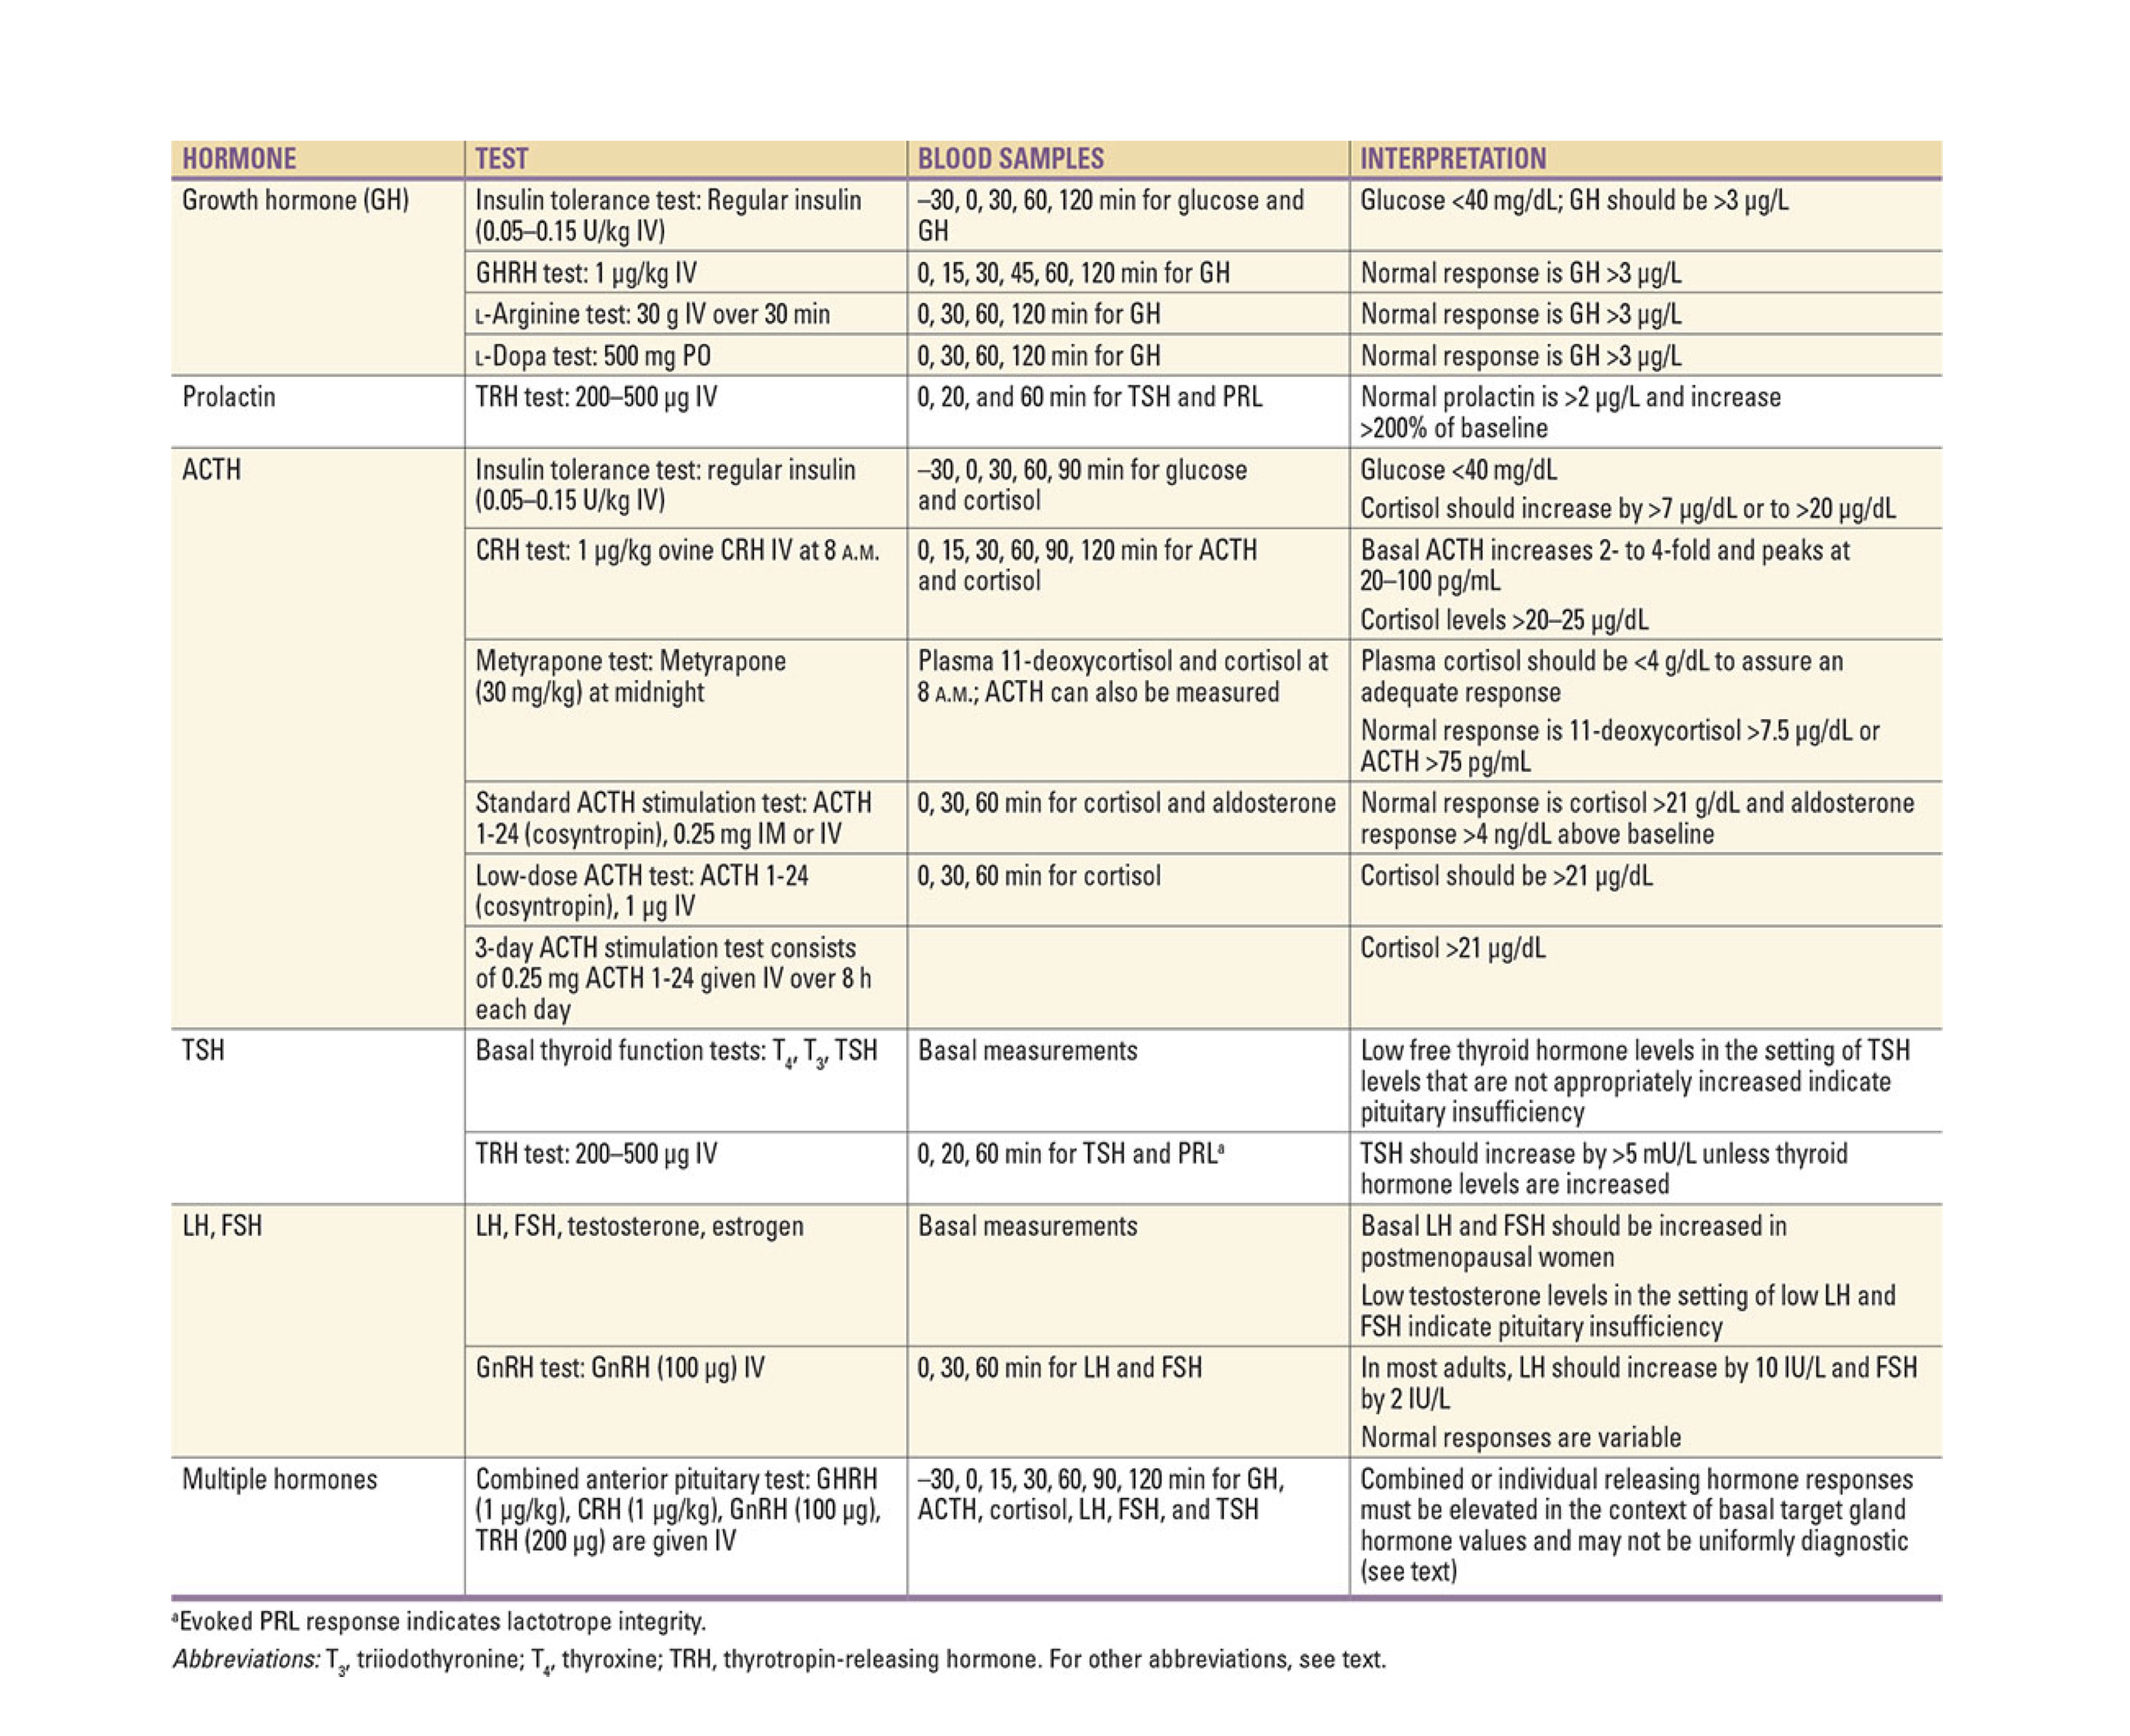 HORMONE TEST BLOOD SAMPLES INTERPRETATION
Growth hormone (GH)
Insulin tolerance test: Regular insulin
(0.05–0.15 U/kg IV)
–30, 0, 30, 60, 120 min for glucose and
GH
Glucose <40 mg/dL; GH should be >3 µg/L
GHRH test: 1 µg/kg IV
0, 15, 30, 45, 60, 120 min for GH
Normal response is GH >3 µg/L
L-Arginine test: 30 g IV over 30 min
0, 30, 60, 120 min for GH
Normal response is GH >3 µg/L
L-Dopa test: 500 mg PO
0, 30, 60, 120 min for GH
Normal response is GH >3 µg/L
Prolactin
TRH test: 200–500 µg IV
0, 20, and 60 min for TSH and PRL
Normal prolactin is >2 µg/L and increase
>200% of baseline
ACTH
Insulin tolerance test: regular insulin
(0.05–0.15 U/kg IV)
–30, 0, 30, 60, 90 min for glucose
and cortisol
Glucose <40 mg/dL
Cortisol should increase by >7 µg/dL or to >20 µg/dL
CRH test: 1 µg/kg ovine CRH IV at 8 A.M.
0, 15, 30, 60, 90, 120 min for ACTH
and cortisol
Basal ACTH increases 2- to 4-fold and peaks at
20–100 pg/mL
Cortisol levels >20–25 µg/dL
Metyrapone test: Metyrapone
(30 mg/kg) at midnight
Plasma 11-deoxycortisol and cortisol at
8 A.M.; ACTH can also be measured
Plasma cortisol should be <4 g/dL to assure an
adequate response
Normal response is 11-deoxycortisol >7.5 µg/dL or
ACTH >75 pg/mL
Standard ACTH stimulation test: ACTH
1-24 (cosyntropin), 0.25 mg IM or IV
0, 30, 60 min for cortisol and aldosterone
Normal response is cortisol >21 g/dL and aldosterone
response >4 ng/dL above baseline
Low-dose ACTH test: ACTH 1-24
(cosyntropin), 1 µg IV
0, 30, 60 min for cortisol
Cortisol should be >21 µg/dL
3-day ACTH stimulation test consists
of 0.25 mg ACTH 1-24 given IV over 8 h
each day
Cortisol >21 µg/dL
TSH
Basal thyroid function tests: T₄, T₃, TSH
Basal measurements
Low free thyroid hormone levels in the setting of TSH
levels that are not appropriately increased indicate
pituitary insufficiency
TRH test: 200–500 µg IV
0, 20, 60 min for TSH and PRLᵃ
TSH should increase by >5 mU/L unless thyroid
hormone levels are increased
LH, FSH
LH, FSH, testosterone, estrogen
Basal measurements
Basal LH and FSH should be increased in
postmenopausal women
Low testosterone levels in the setting of low LH and
FSH indicate pituitary insufficiency
GnRH test: GnRH (100 µg) IV
0, 30, 60 min for LH and FSH
In most adults, LH should increase by 10 IU/L and FSH
by 2 IU/L
Normal responses are variable
Multiple hormones
Combined anterior pituitary test: GHRH
(1 µg/kg), CRH (1 µg/kg), GnRH (100 µg),
TRH (200 µg) are given IV
–30, 0, 15, 30, 60, 90, 120 min for GH,
ACTH, cortisol, LH, FSH, and TSH
Combined or individual releasing hormone responses
must be elevated in the context of basal target gland
hormone values and may not be uniformly diagnostic
(see text)
ᵃEvoked PRL response indicates lactotrope integrity.
Abbreviations: T₃, triiodothyronine; T₄, thyroxine; TRH, thyrotropin-releasing hormone. For other abbreviations, see text.